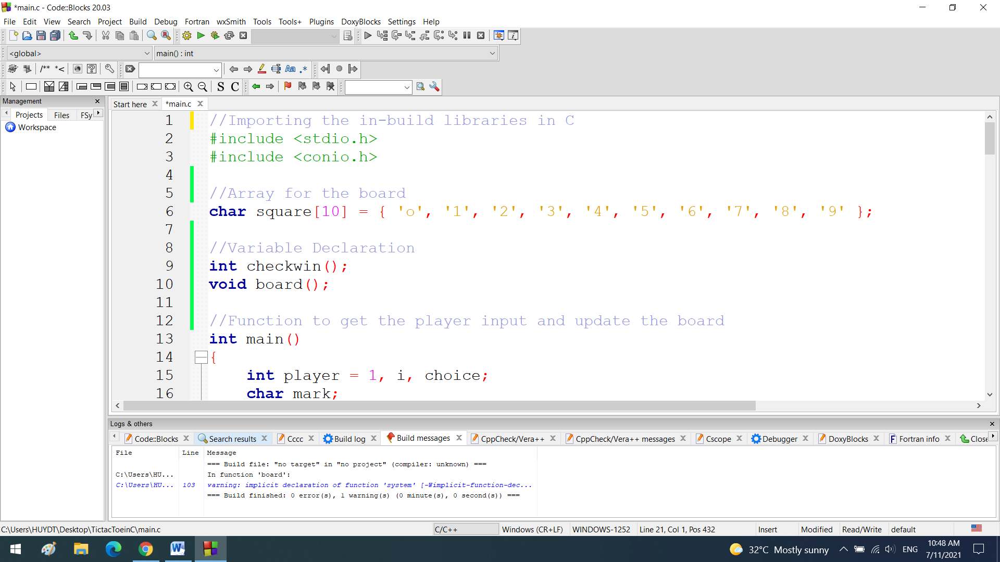 *main.c - Code::Blocks 20.03
File Edit View Search Project Build Debug Fortran wxSmith Tools Tools+ Plugins DoxyBlocks Settings Help
<global> main() : int
/** *<
Aa .*
S C
Management
Projects Files FSy
Workspace
Start here *main.c
1 //Importing the in-build libraries in C
2 #include <stdio.h>
3 #include <conio.h>
4
5 //Array for the board
6 char square[10] = { 'o', '1', '2', '3', '4', '5', '6', '7', '8', '9' };
7
8 //Variable Declaration
9 int checkwin();
10 void board();
11
12 //Function to get the player input and update the board
13 int main()
14 {
15 int player = 1, i, choice;
16 char mark;
Logs & others
Code::Blocks Search results Cccc Build log Build messages CppCheck/Vera++ CppCheck/Vera++ messages Cscope Debugger DoxyBlocks Fortran info Close
File Line Message
=== Build file: "no target" in "no project" (compiler: unknown) ===
C:\Users\HU... In function 'board':
C:\Users\HU... 103 warning: implicit declaration of function 'system' [-Wimplicit-function-dec...
=== Build finished: 0 error(s), 1 warning(s) (0 minute(s), 0 second(s)) ===
C:\Users\HUYDT\Desktop\TictacToeinC\main.c C/C++ Windows (CR+LF) WINDOWS-1252 Line 21, Col 1, Pos 432 Insert Modified Read/Write default
32°C Mostly sunny ENG 10:48 AM
7/11/2021